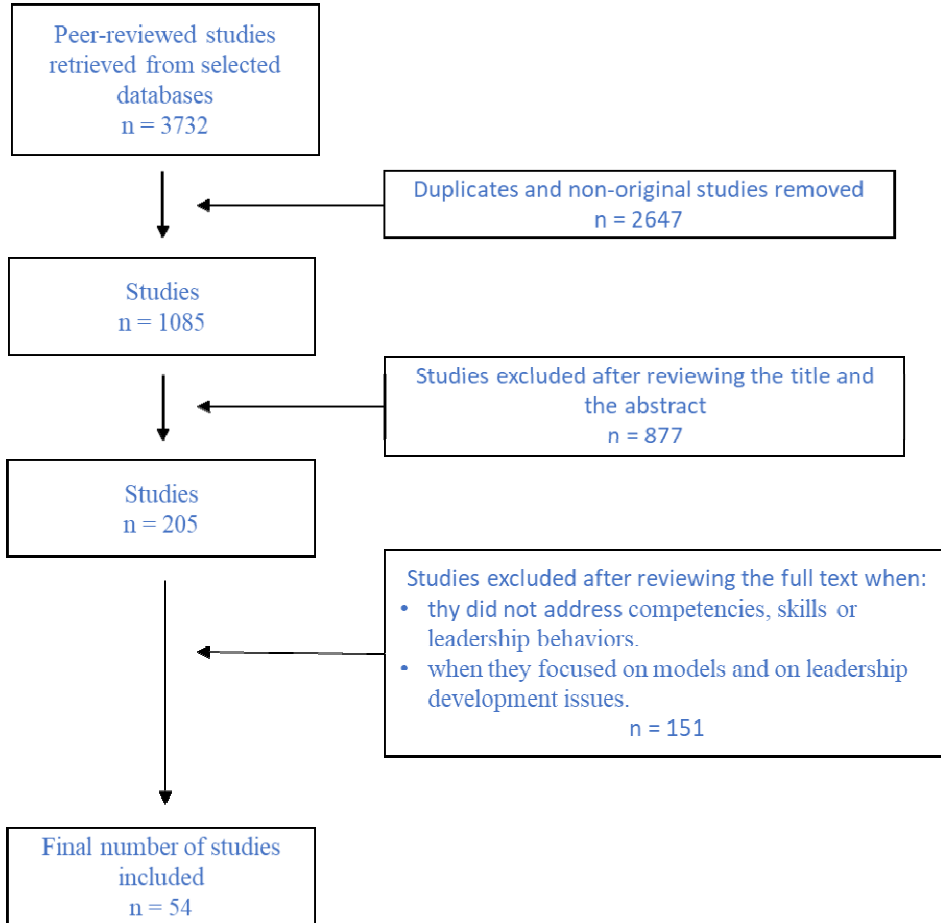 Peer-reviewed studies
retrieved from selected
databases
n = 3732
Duplicates and non-original studies removed
n = 2647
Studies
n = 1085
Studies excluded after reviewing the title and
the abstract
n = 877
Studies
n = 205
Studies excluded after reviewing the full text when:
• thy did not address competencies, skills or
leadership behaviors.
• when they focused on models and on leadership
development issues.
n = 151
Final number of studies
included
n = 54